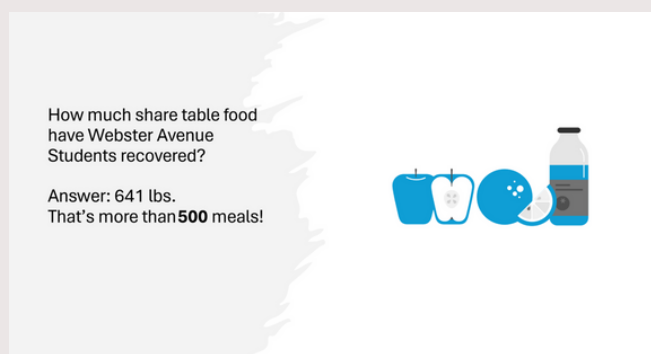 How much share table food
have Webster Avenue
Students recovered?
Answer: 641 lbs.
That's more than 500 meals!